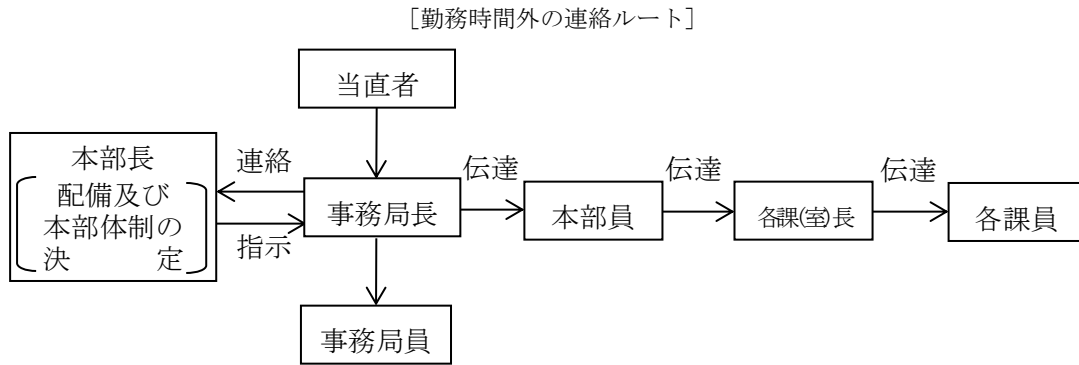 ［勤務時間外の連絡ルート］
当直者
本部長
配備及び
本部体制の
決　　　定
連絡
指示
事務局長
伝達
本部員
伝達
各課(室)長
伝達
各課員
事務局員